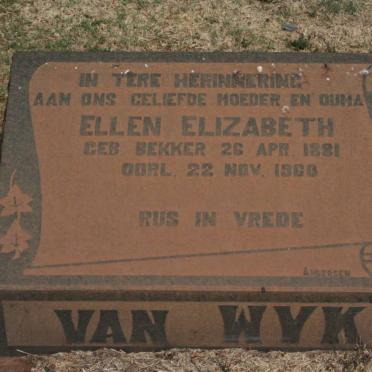 IN TERE HERINNERING
AAN ONS GELIEFDE MOEDER EN OUMA
ELLEN ELIZABETH
GEB. BEKKER 26 APR. 1881
OORL. 22 NOV. 1960
RUS IN VREDE
ANDERSEN
VAN WYK